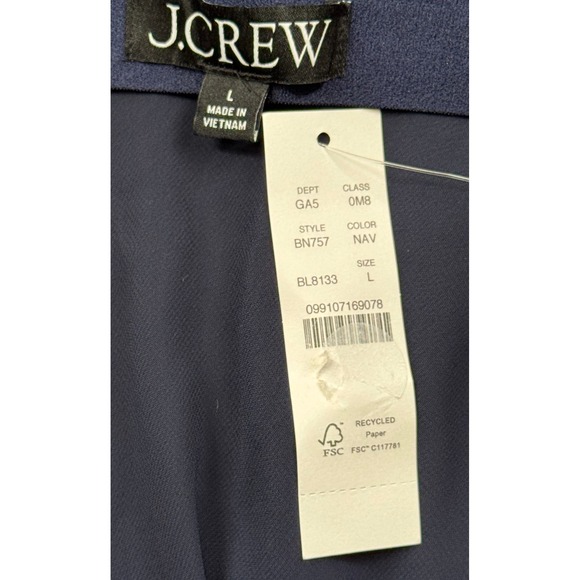 J.CREW
L
MADE IN
VIETNAM
DEPT CLASS
GA5 0M8
STYLE COLOR
BN757 NAV
SIZE
BL8133 L
099107169078
RECYCLED
Paper
FSC™ C117781
FSC